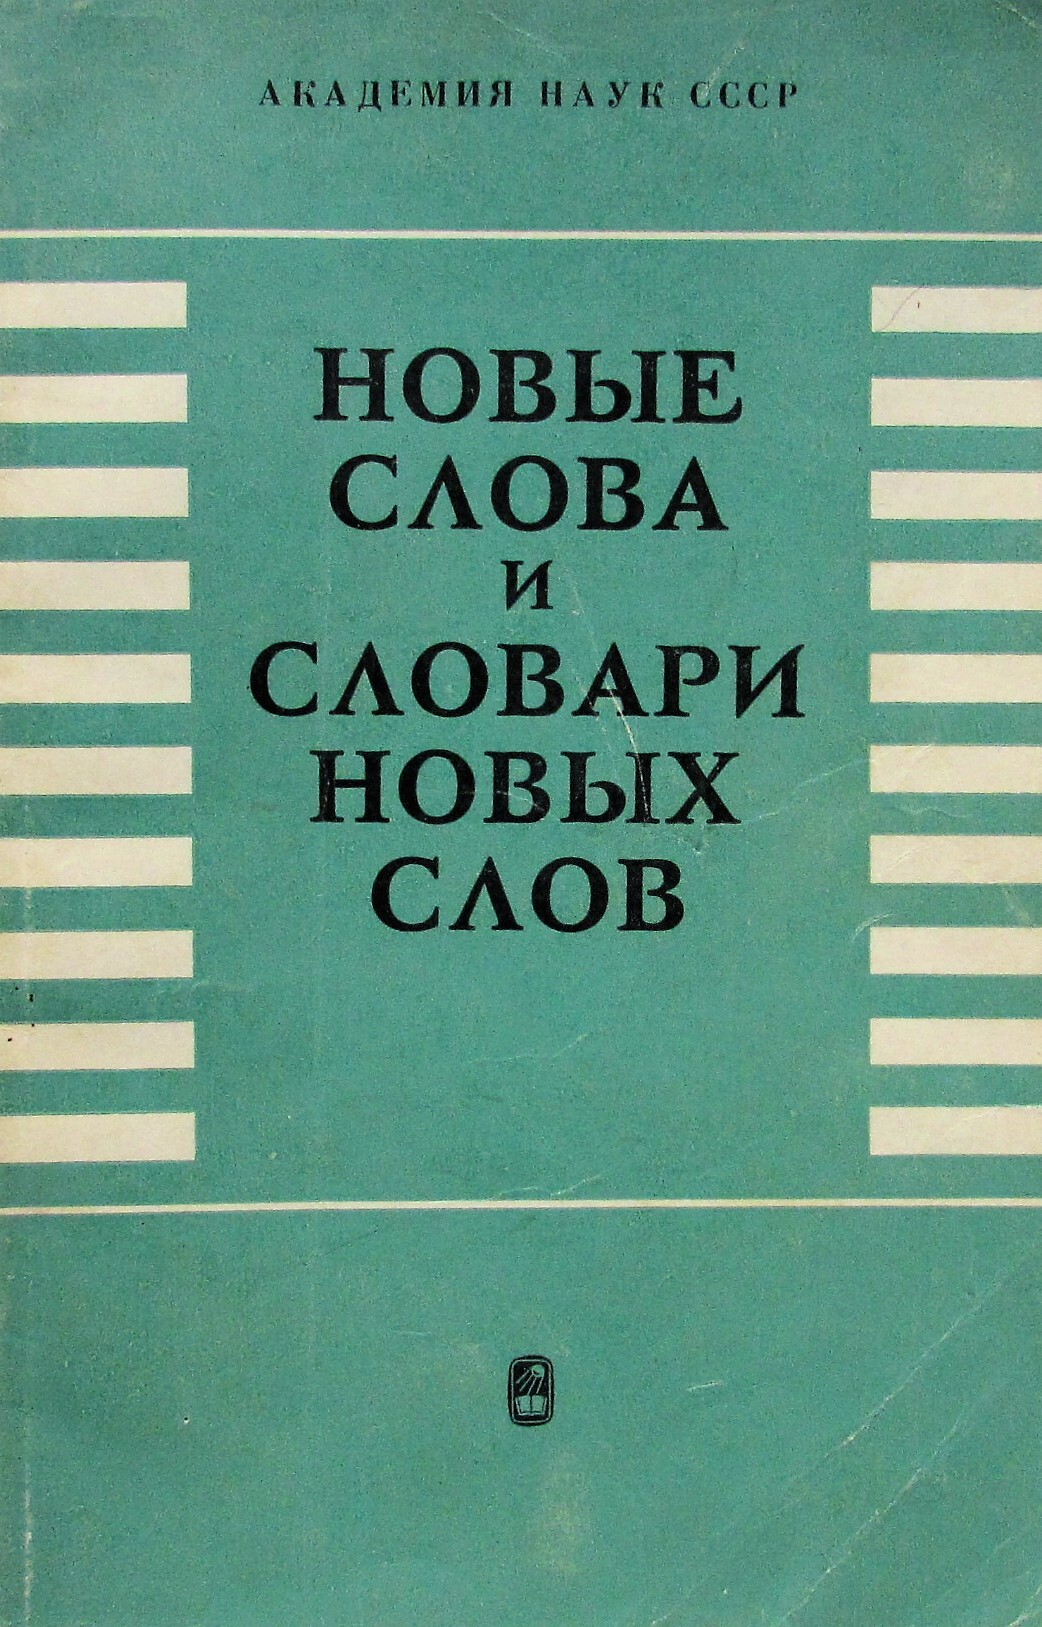 АКАДЕМИЯ НАУК СССР
НОВЫЕ
СЛОВА
И
СЛОВАРИ
НОВЫХ
СЛОВ